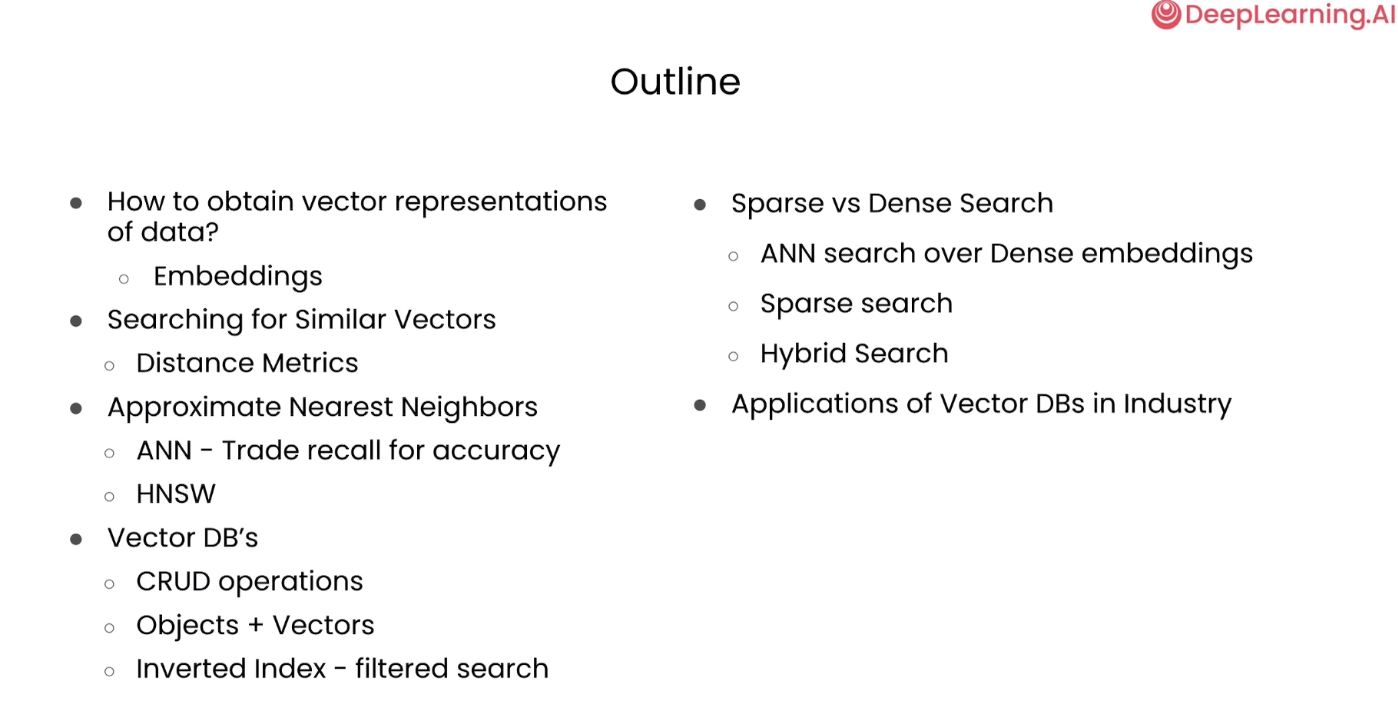 DeepLearning.AI
Outline
● How to obtain vector representations
of data?
○ Embeddings
● Searching for Similar Vectors
○ Distance Metrics
● Approximate Nearest Neighbors
○ ANN - Trade recall for accuracy
○ HNSW
● Vector DB’s
○ CRUD operations
○ Objects + Vectors
○ Inverted Index - filtered search
● Sparse vs Dense Search
○ ANN search over Dense embeddings
○ Sparse search
○ Hybrid Search
● Applications of Vector DBs in Industry